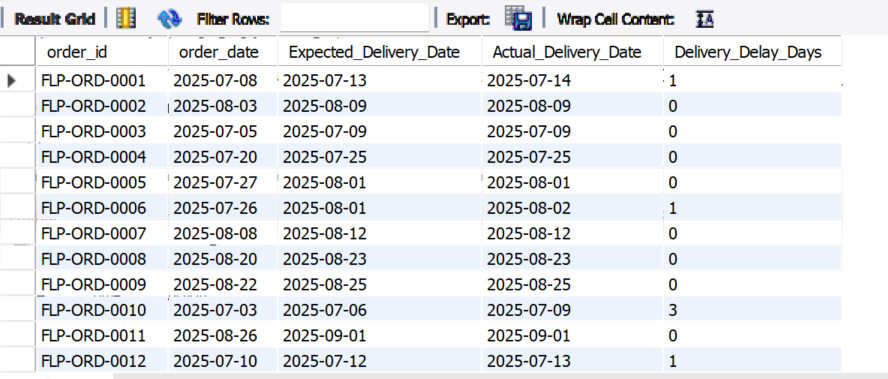 Result Grid Filter Rows: Export: Wrap Cell Content: IA
order_id order_date Expected_Delivery_Date Actual_Delivery_Date Delivery_Delay_Days
FLP-ORD-0001 2025-07-08 2025-07-13 2025-07-14 1
FLP-ORD-0002 2025-08-03 2025-08-09 2025-08-09 0
FLP-ORD-0003 2025-07-05 2025-07-09 2025-07-09 0
FLP-ORD-0004 2025-07-20 2025-07-25 2025-07-25 0
FLP-ORD-0005 2025-07-27 2025-08-01 2025-08-01 0
FLP-ORD-0006 2025-07-26 2025-08-01 2025-08-02 1
FLP-ORD-0007 2025-08-08 2025-08-12 2025-08-12 0
FLP-ORD-0008 2025-08-20 2025-08-23 2025-08-23 0
FLP-ORD-0009 2025-08-22 2025-08-25 2025-08-25 0
FLP-ORD-0010 2025-07-03 2025-07-06 2025-07-09 3
FLP-ORD-0011 2025-08-26 2025-09-01 2025-09-01 0
FLP-ORD-0012 2025-07-10 2025-07-12 2025-07-13 1